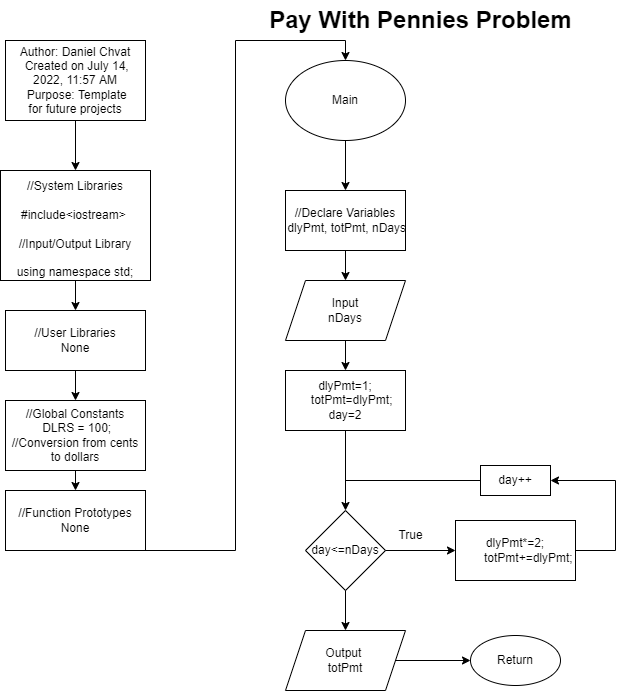 Pay With Pennies Problem
Author: Daniel Chvat
Created on July 14,
2022, 11:57 AM
Purpose: Template
for future projects
//System Libraries
#include<iostream>
//Input/Output Library
using namespace std;
//User Libraries
None
//Global Constants
DLRS = 100;
//Conversion from cents
to dollars
//Function Prototypes
None
Main
//Declare Variables
dlyPmt, totPmt, nDays
Input
nDays
dlyPmt=1;
totPmt=dlyPmt;
day=2
day++
day<=nDays
True
dlyPmt*=2;
totPmt+=dlyPmt;
Output
totPmt
Return